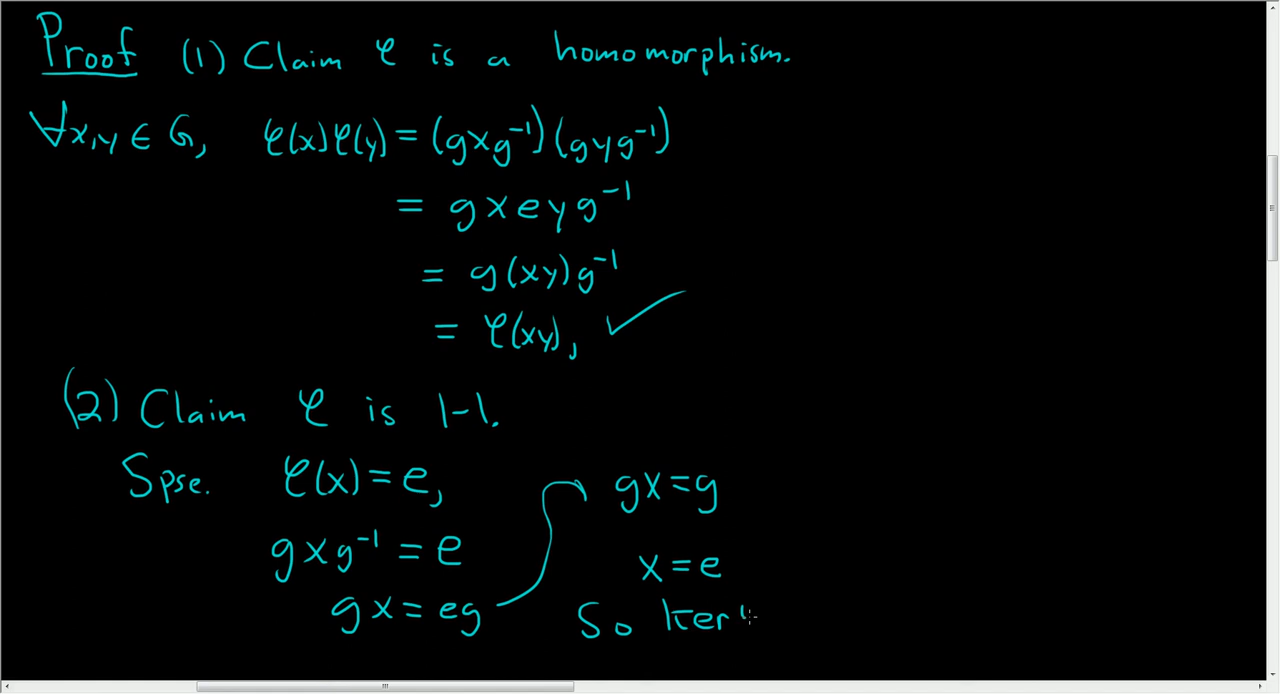 Proof (1) Claim φ is a homomorphism.
∀x,y ∈ G, φ(x)φ(y) = (gxg⁻¹)(gyg⁻¹)
= gxeyg⁻¹
= g(xy)g⁻¹
= φ(xy), ✓
(2) Claim φ is 1-1.
Spse. φ(x) = e,
gxg⁻¹ = e
gx = eg
gx = g
x = e
So Ker